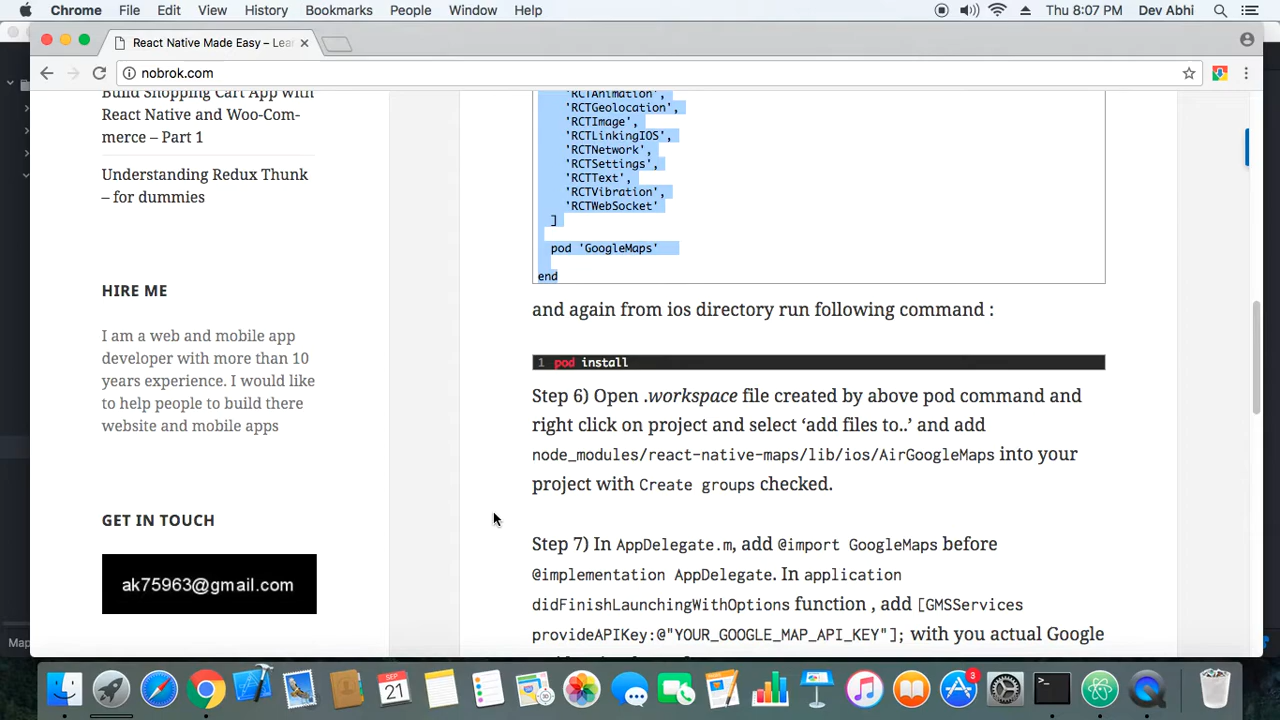 Chrome File Edit View History Bookmarks People Window Help Thu 8:07 PM Dev Abhi
React Native Made Easy – Lea
nobrok.com
Build Shopping Cart App with
React Native and Woo-Com-
merce – Part 1
Understanding Redux Thunk
– for dummies
HIRE ME
I am a web and mobile app
developer with more than 10
years experience. I would like
to help people to build there
website and mobile apps
GET IN TOUCH
ak75963@gmail.com
'RCTAnimation',
'RCTGeolocation',
'RCTImage',
'RCTLinkingIOS',
'RCTNetwork',
'RCTSettings',
'RCTText',
'RCTVibration',
'RCTWebSocket'
]
pod 'GoogleMaps'
end
and again from ios directory run following command :
1 pod install
Step 6) Open .workspace file created by above pod command and
right click on project and select ‘add files to..’ and add
node_modules/react-native-maps/lib/ios/AirGoogleMaps into your
project with Create groups checked.
Step 7) In AppDelegate.m, add @import GoogleMaps before
@implementation AppDelegate. In application
didFinishLaunchingWithOptions function , add [GMSServices
provideAPIKey:@"YOUR_GOOGLE_MAP_API_KEY"]; with you actual Google
Map
SEP
21
3